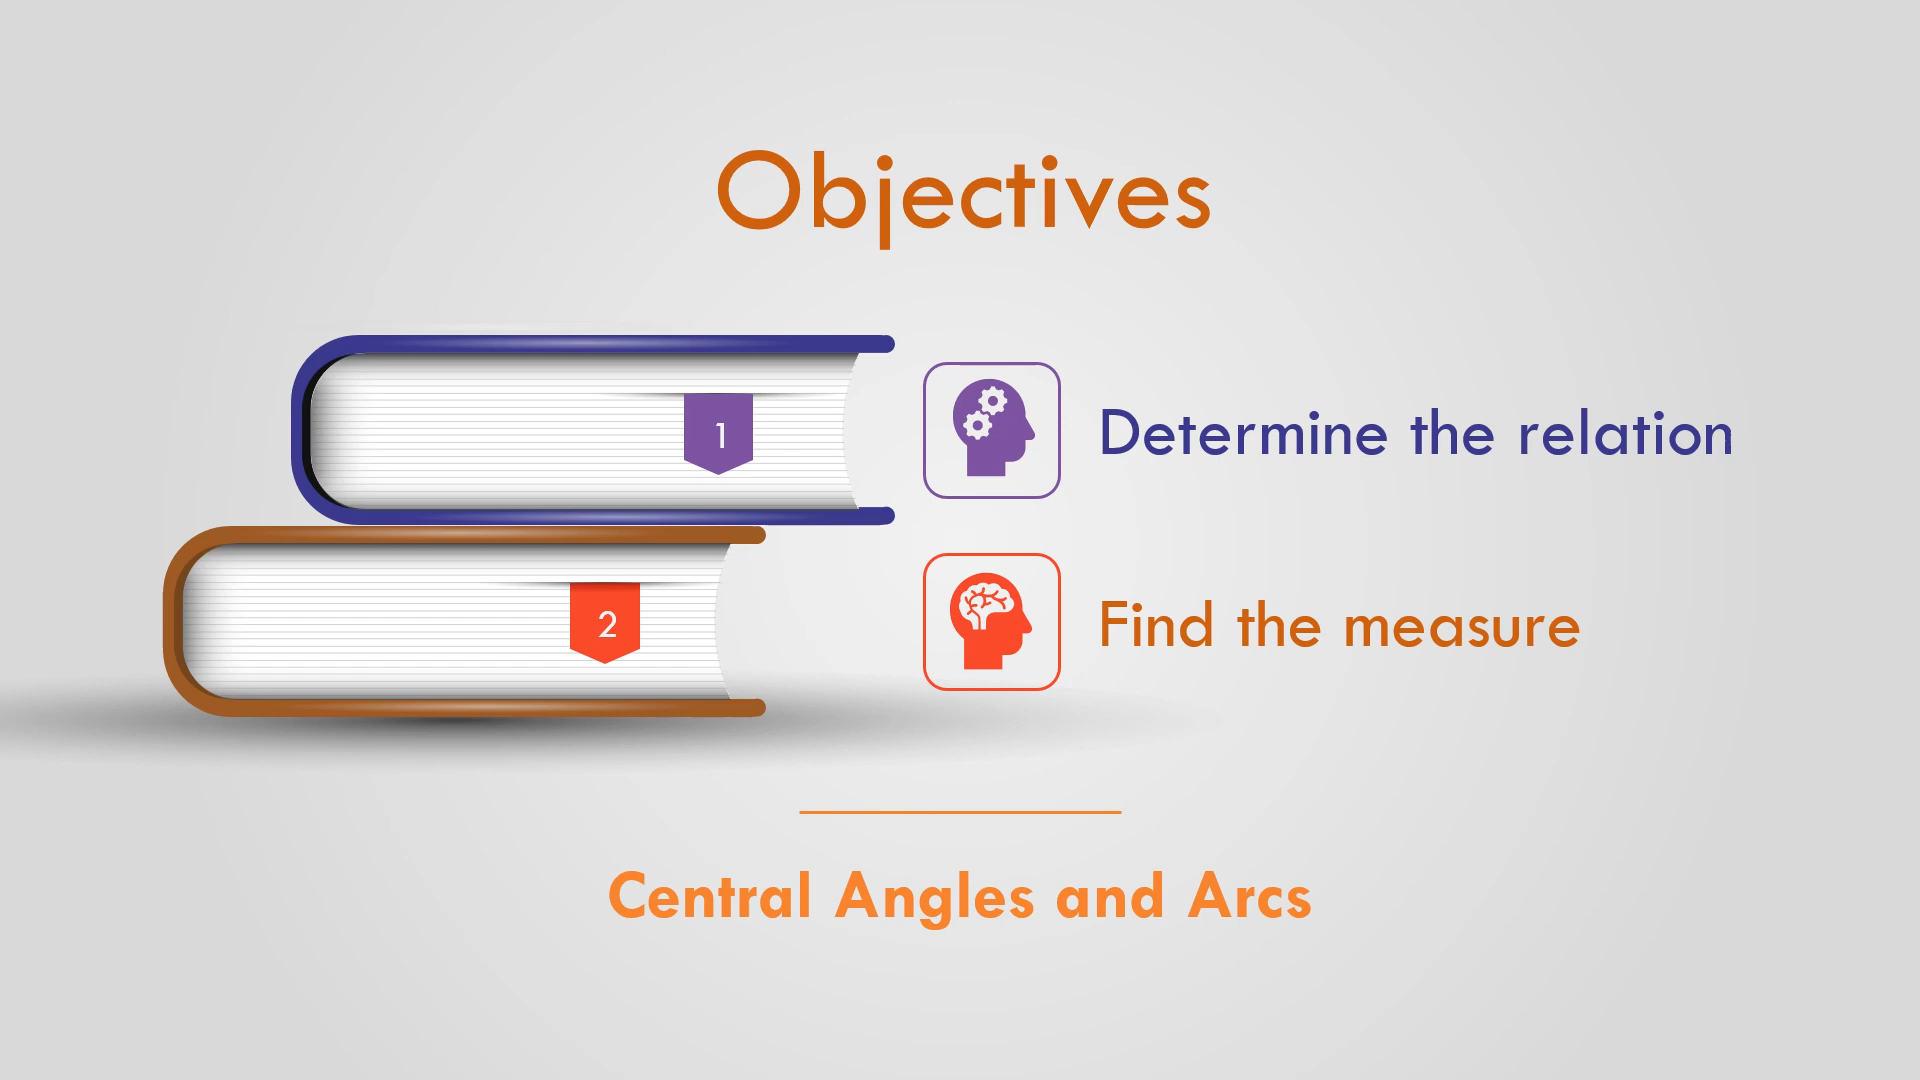 Objectives
1
Determine the relation
2
Find the measure
Central Angles and Arcs